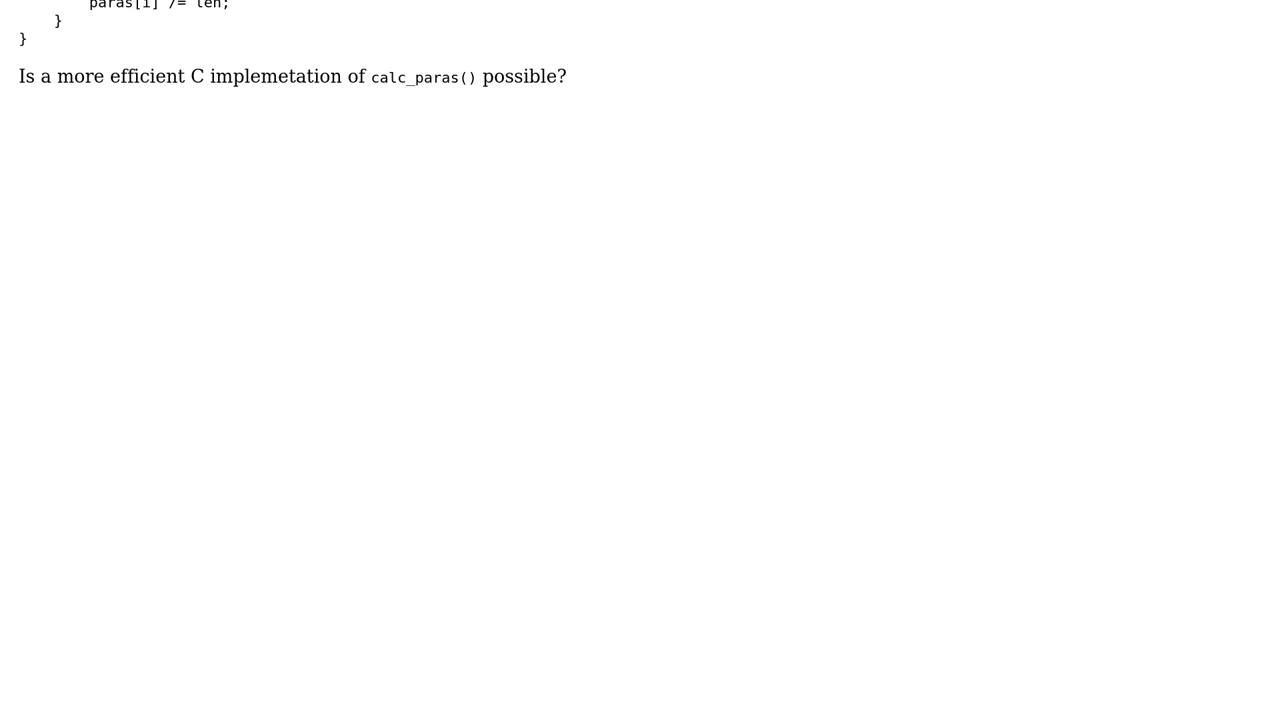 paras[i] /= len;
}
}
Is a more efficient C implemetation of calc_paras() possible?